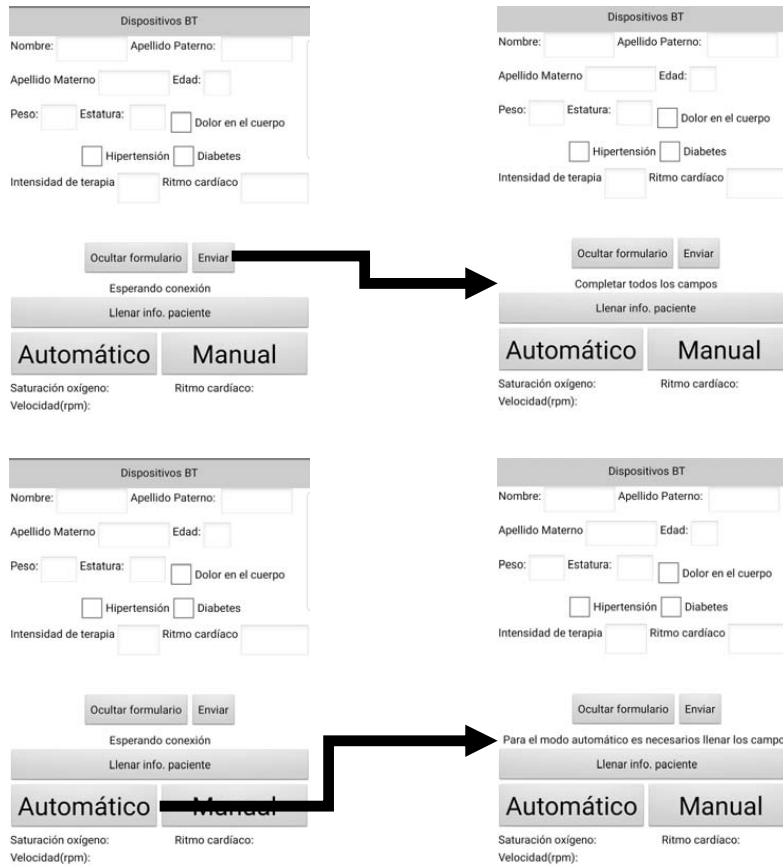 Dispositivos BT
Nombre: Apellido Paterno:
Apellido Materno Edad:
Peso: Estatura: Dolor en el cuerpo
Hipertensión Diabetes
Intensidad de terapia Ritmo cardíaco
Ocultar formulario Enviar
Esperando conexión
Llenar info. paciente
Automático Manual
Saturación oxígeno: Ritmo cardíaco:
Velocidad(rpm):
Dispositivos BT
Nombre: Apellido Paterno:
Apellido Materno Edad:
Peso: Estatura: Dolor en el cuerpo
Hipertensión Diabetes
Intensidad de terapia Ritmo cardíaco
Ocultar formulario Enviar
Completar todos los campos
Llenar info. paciente
Automático Manual
Saturación oxígeno: Ritmo cardíaco:
Velocidad(rpm):
Dispositivos BT
Nombre: Apellido Paterno:
Apellido Materno Edad:
Peso: Estatura: Dolor en el cuerpo
Hipertensión Diabetes
Intensidad de terapia Ritmo cardíaco
Ocultar formulario Enviar
Esperando conexión
Llenar info. paciente
Automático Manual
Saturación oxígeno: Ritmo cardíaco:
Velocidad(rpm):
Dispositivos BT
Nombre: Apellido Paterno:
Apellido Materno Edad:
Peso: Estatura: Dolor en el cuerpo
Hipertensión Diabetes
Intensidad de terapia Ritmo cardíaco
Ocultar formulario Enviar
Para el modo automático es necesarios llenar los campo
Llenar info. paciente
Automático Manual
Saturación oxígeno: Ritmo cardíaco:
Velocidad(rpm):